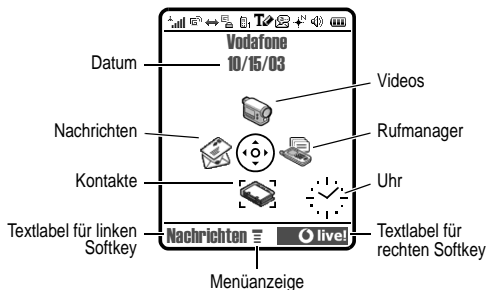 Vodafone
Datum
10/15/03
Videos
Nachrichten
Rufmanager
Kontakte
Uhr
Textlabel für linken
Softkey
Nachrichten
live!
Textlabel für
rechten Softkey
Menüanzeige